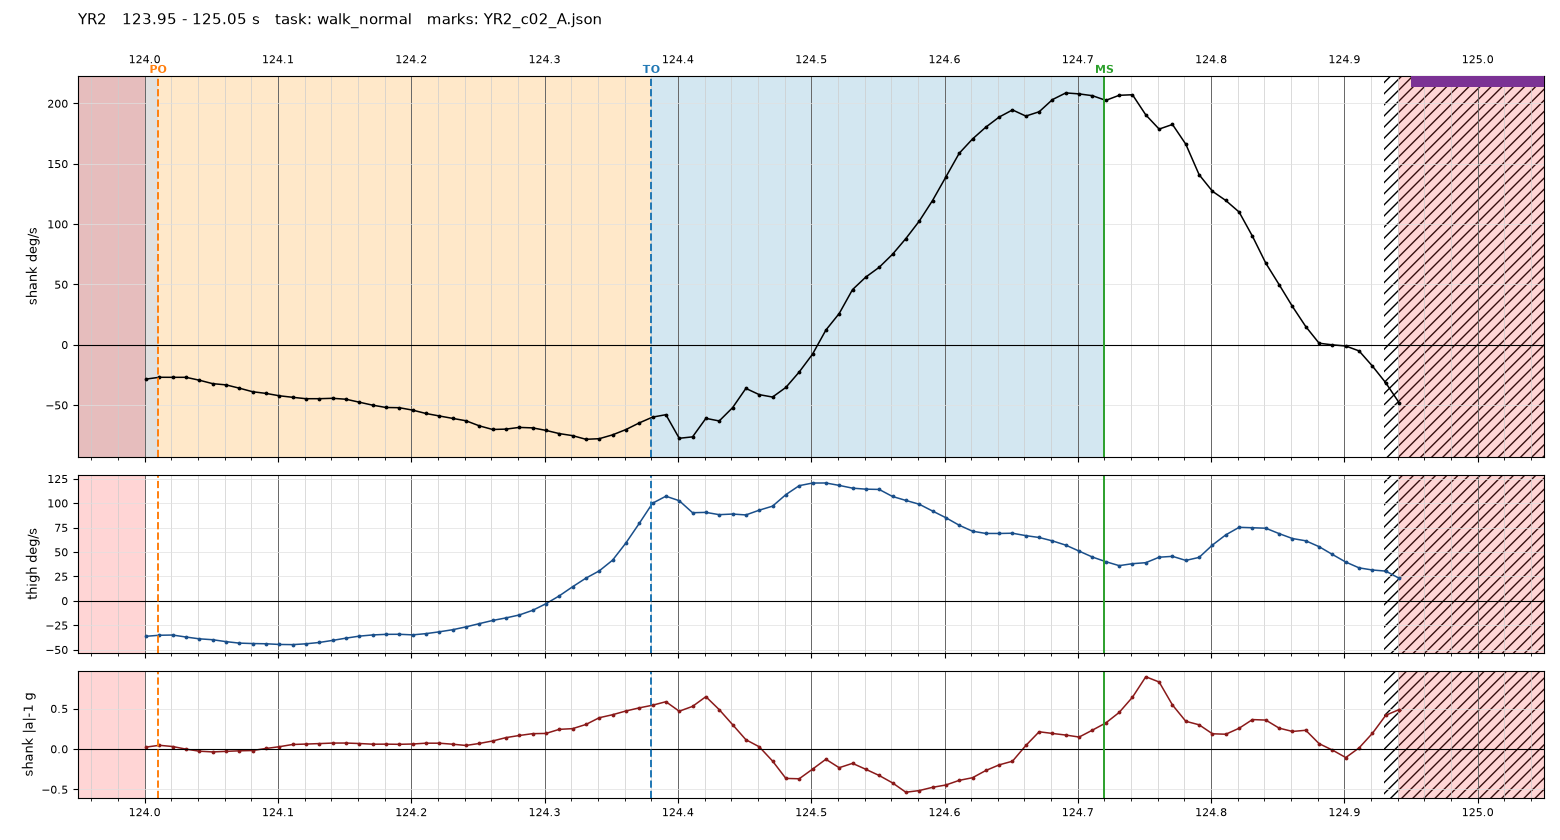 YR2 123.95 - 125.05 s task: walk_normal marks: YR2_c02_A.json
124.0 124.1 124.2 124.3 124.4 124.5 124.6 124.7 124.8 124.9 125.0
PO TO MS
shank deg/s
200
150
100
50
0
−50
thigh deg/s
125
100
75
50
25
0
−25
−50
shank |a|-1 g
0.5
0.0
−0.5
124.0 124.1 124.2 124.3 124.4 124.5 124.6 124.7 124.8 124.9 125.0